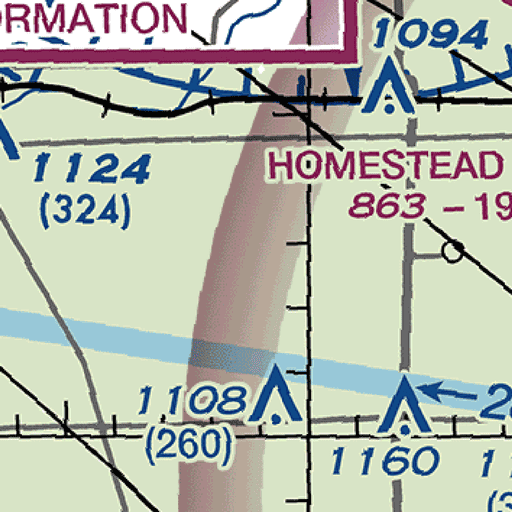 ORMATION
1094
1124
(324)
HOMESTEAD
863 - 19
1108
(260)
1160